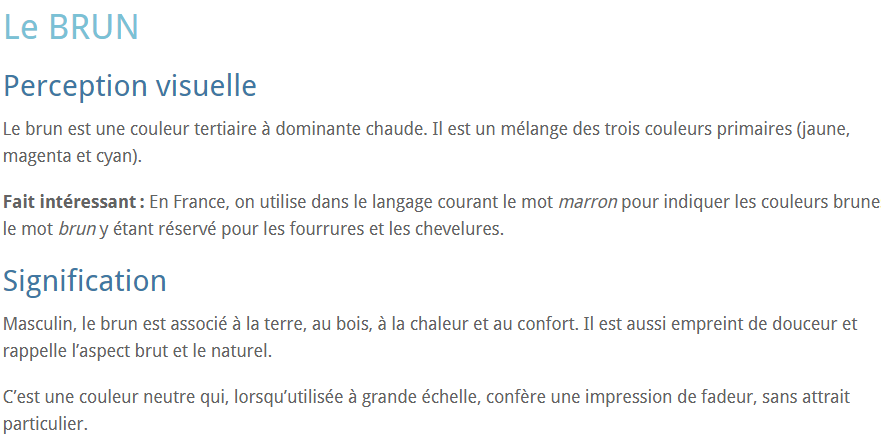 Le BRUN
Perception visuelle
Le brun est une couleur tertiaire à dominante chaude. Il est un mélange des trois couleurs primaires (jaune,
magenta et cyan).
Fait intéressant : En France, on utilise dans le langage courant le mot marron pour indiquer les couleurs brune
le mot brun y étant réservé pour les fourrures et les chevelures.
Signification
Masculin, le brun est associé à la terre, au bois, à la chaleur et au confort. Il est aussi empreint de douceur et
rappelle l’aspect brut et le naturel.
C’est une couleur neutre qui, lorsqu’utilisée à grande échelle, confère une impression de fadeur, sans attrait
particulier.